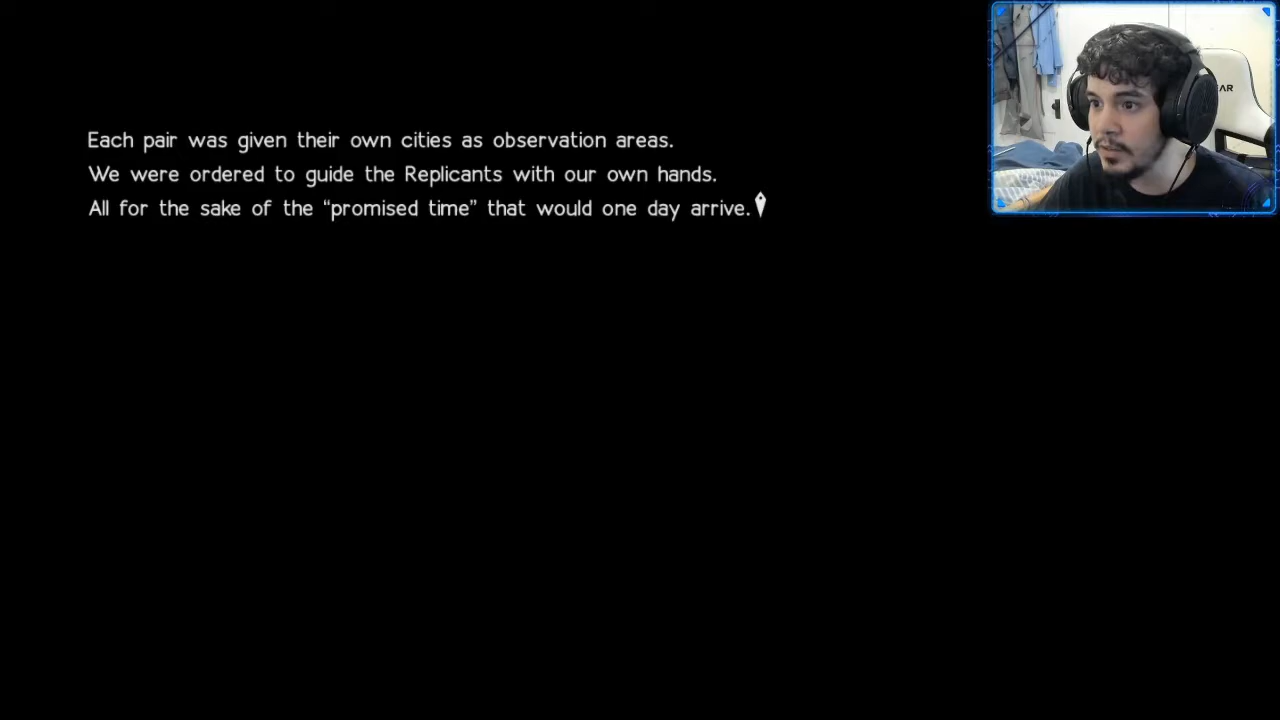 Each pair was given their own cities as observation areas.
We were ordered to guide the Replicants with our own hands.
All for the sake of the “promised time” that would one day arrive.
AR